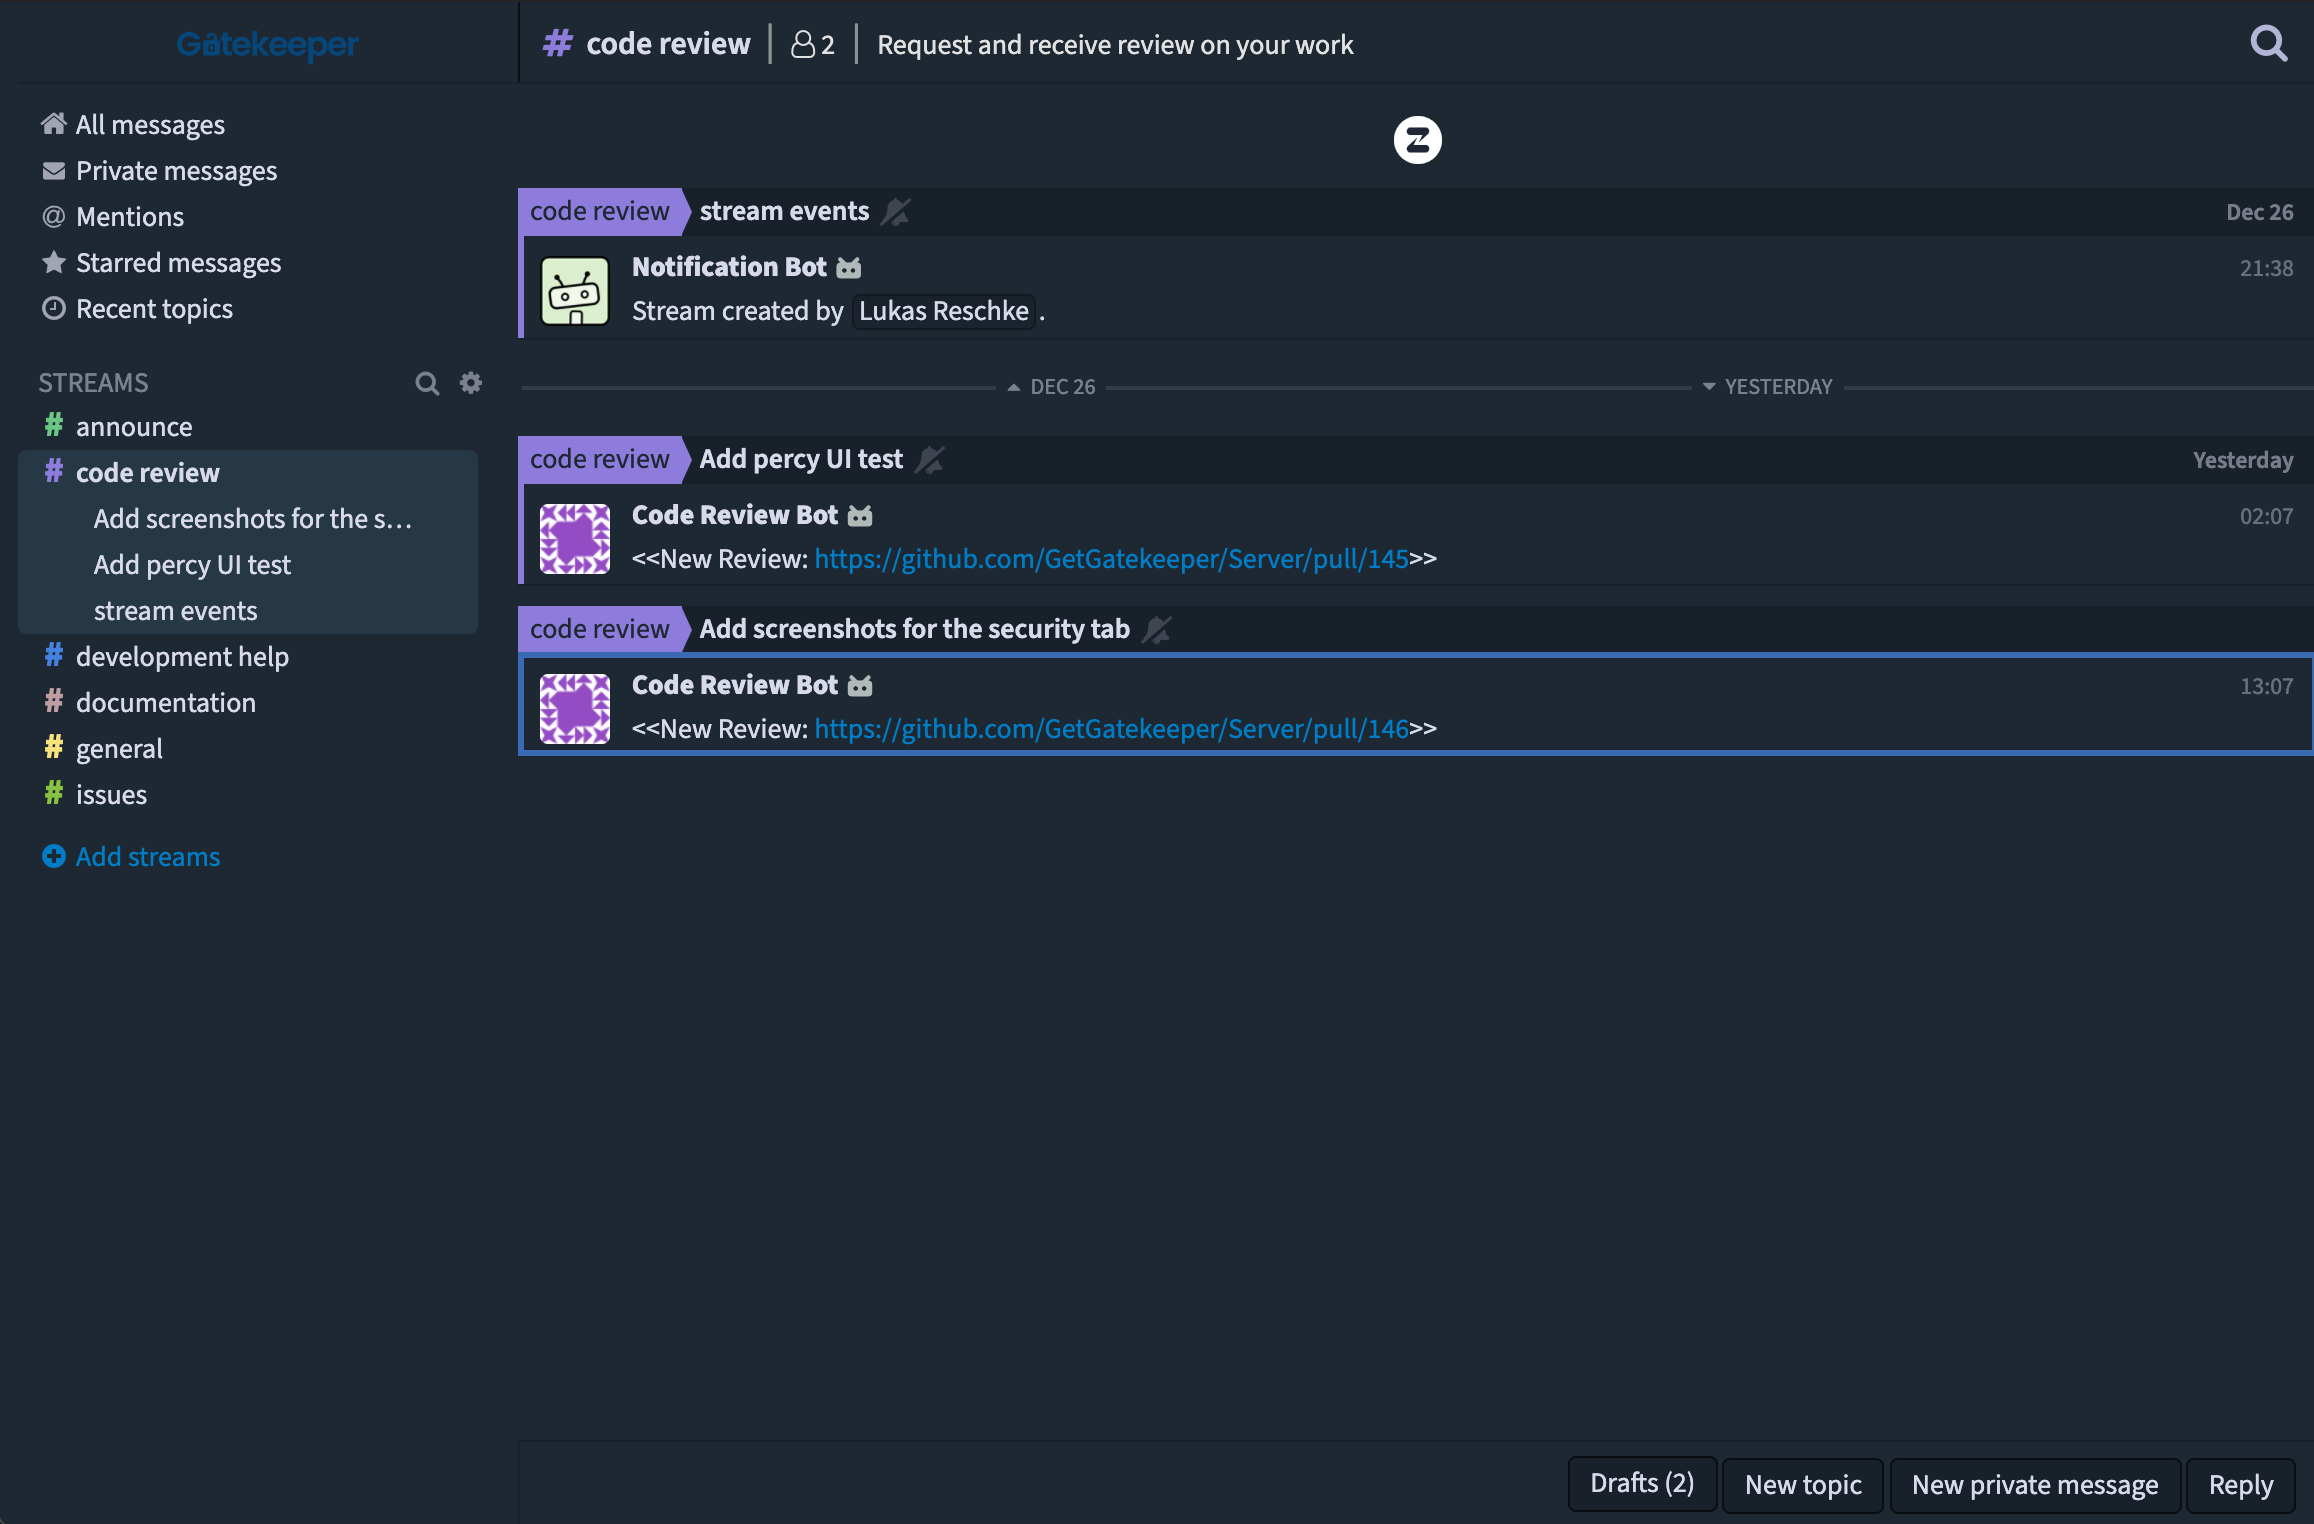 Gatekeeper
# code review | 2 | Request and receive review on your work
All messages
Private messages
@ Mentions
Starred messages
Recent topics
STREAMS
# announce
# code review
Add screenshots for the s...
Add percy UI test
stream events
# development help
# documentation
# general
# issues
Add streams
Z
code review stream events Dec 26
Notification Bot 21:38
Stream created by Lukas Reschke .
DEC 26 YESTERDAY
code review Add percy UI test Yesterday
Code Review Bot 02:07
<<New Review: https://github.com/GetGatekeeper/Server/pull/145>>
code review Add screenshots for the security tab
Code Review Bot 13:07
<<New Review: https://github.com/GetGatekeeper/Server/pull/146>>
Drafts (2) New topic New private message Reply